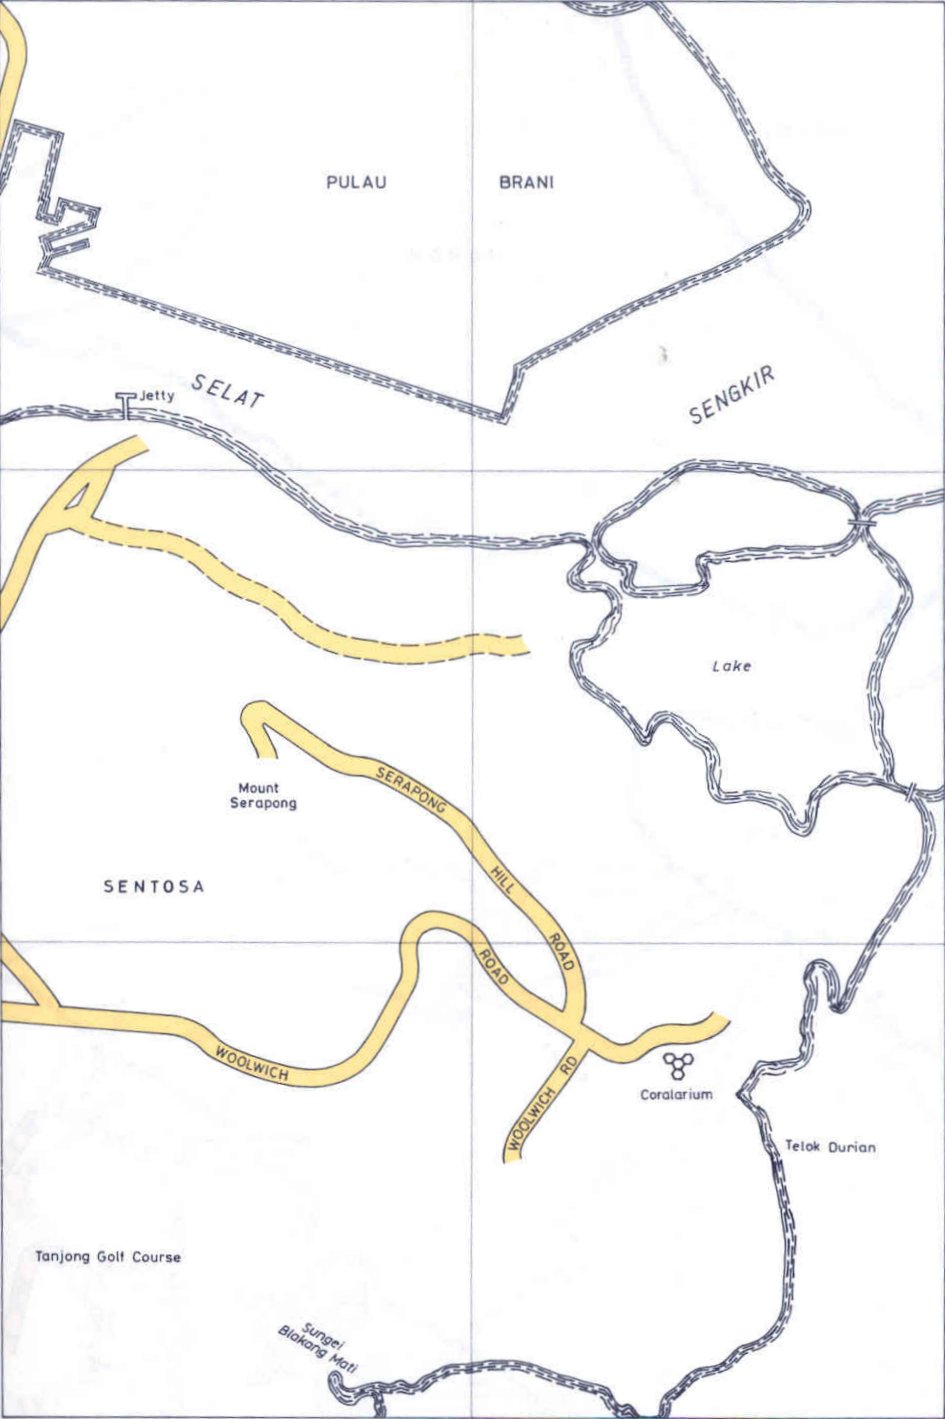 PULAU BRANI
SELAT
SENGKIR
Jetty
Lake
Mount
Serapong
SERAPONG
HILL
ROAD
SENTOSA
ROAD
WOOLWICH
WOOLWICH RD
Coralarium
Telok Durian
Tanjong Golf Course
Sungei
Blakang Mati